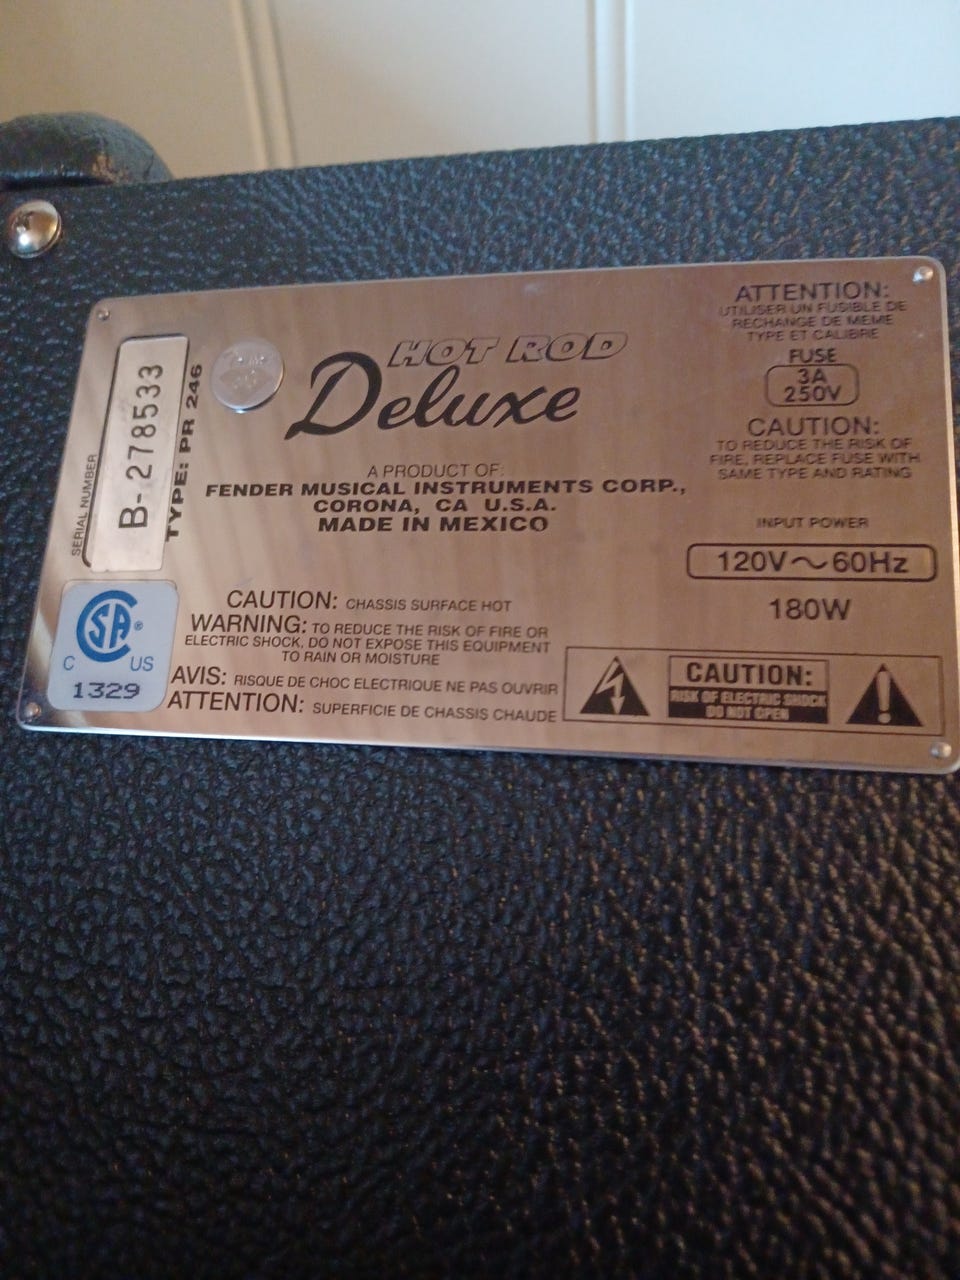 SERIAL NUMBER
B-278533
TYPE: PR 246
HOT ROD
Deluxe
A PRODUCT OF:
FENDER MUSICAL INSTRUMENTS CORP.,
CORONA, CA U.S.A.
MADE IN MEXICO
ATTENTION:
UTILISER UN FUSIBLE DE
RECHANGE DE MEME
TYPE ET CALIBRE
FUSE
3A
250V
CAUTION:
TO REDUCE THE RISK OF
FIRE, REPLACE FUSE WITH
SAME TYPE AND RATING
INPUT POWER
120V～60Hz
180W
CSA®
C US
1329
CAUTION: CHASSIS SURFACE HOT
WARNING: TO REDUCE THE RISK OF FIRE OR
ELECTRIC SHOCK, DO NOT EXPOSE THIS EQUIPMENT
TO RAIN OR MOISTURE
AVIS: RISQUE DE CHOC ELECTRIQUE NE PAS OUVRIR
ATTENTION: SUPERFICIE DE CHASSIS CHAUDE
CAUTION:
RISK OF ELECTRIC SHOCK
DO NOT OPEN